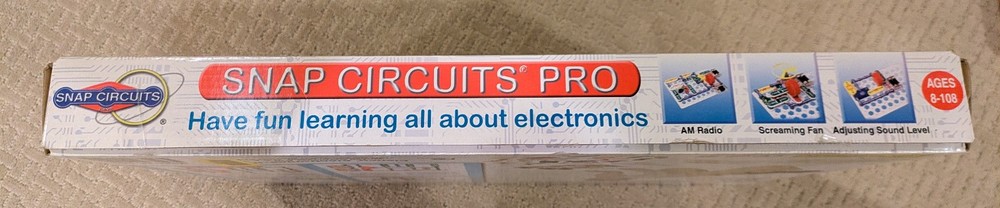 SNAP CIRCUITS
®
SNAP CIRCUITS® PRO
Have fun learning all about electronics
AM Radio
Screaming Fan
Adjusting Sound Level
AGES
8-108